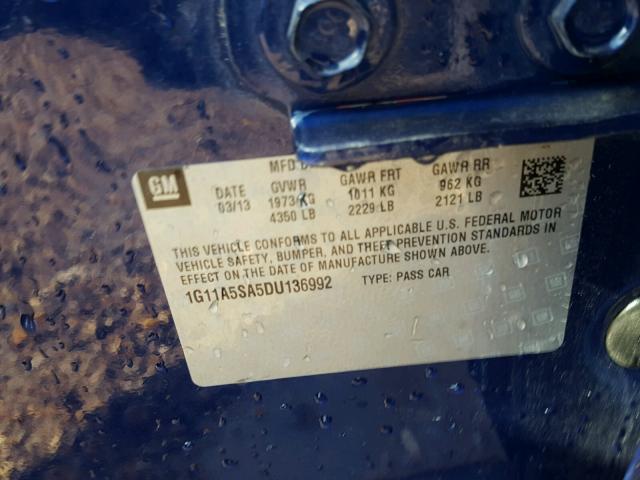 GM
MFD
DATE GVWR GAWR FRT GAWR RR
03/13 1973 KG 1011 KG 962 KG
4350 LB 2229 LB 2121 LB
THIS VEHICLE CONFORMS TO ALL APPLICABLE U.S. FEDERAL MOTOR
VEHICLE SAFETY, BUMPER, AND THEFT PREVENTION STANDARDS IN
EFFECT ON THE DATE OF MANUFACTURE SHOWN ABOVE.
1G11A5SA5DU136992 TYPE: PASS CAR